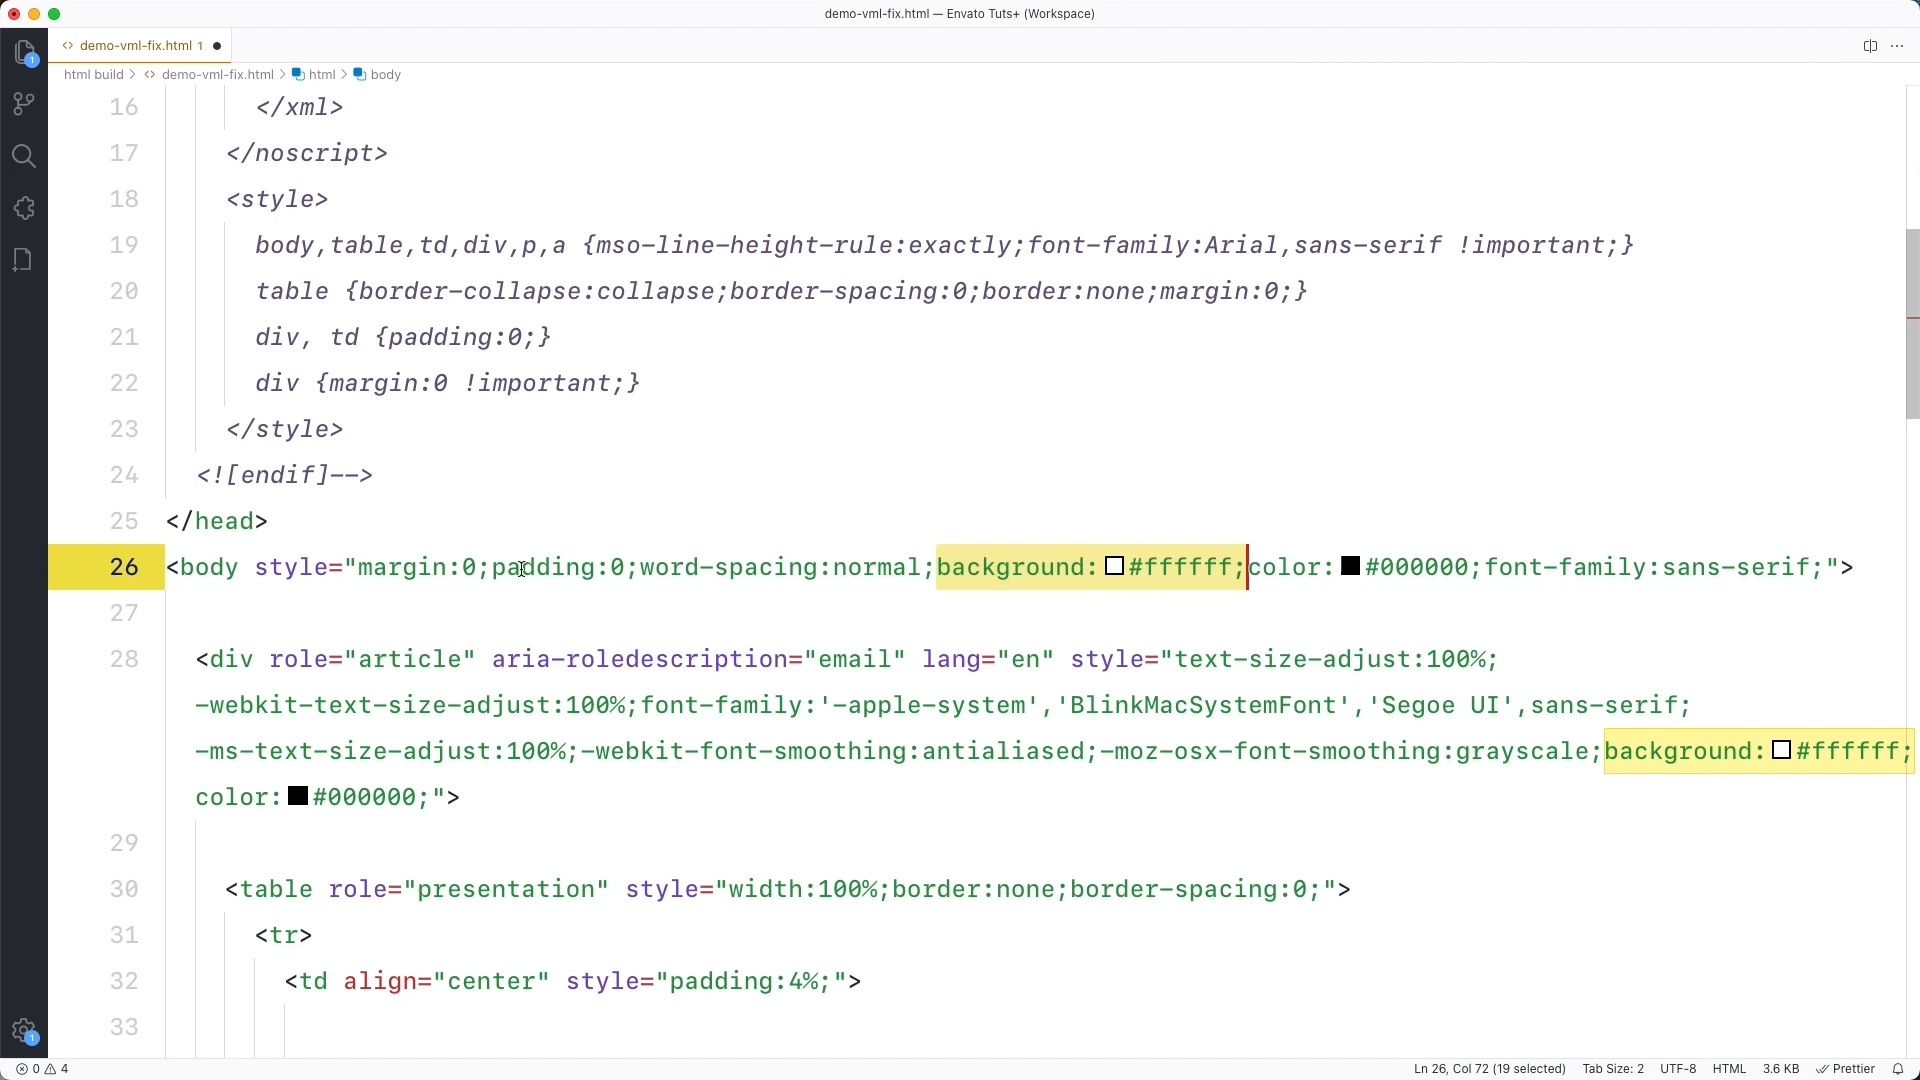 demo-vml-fix.html — Envato Tuts+ (Workspace)
demo-vml-fix.html 1
html build > demo-vml-fix.html > html > body
16 </xml>
17 </noscript>
18 <style>
19 body,table,td,div,p,a {mso-line-height-rule:exactly;font-family:Arial,sans-serif !important;}
20 table {border-collapse:collapse;border-spacing:0;border:none;margin:0;}
21 div, td {padding:0;}
22 div {margin:0 !important;}
23 </style>
24 <![endif]-->
25 </head>
26 <body style="margin:0;padding:0;word-spacing:normal;background:#ffffff;color:#000000;font-family:sans-serif;">
27
28 <div role="article" aria-roledescription="email" lang="en" style="text-size-adjust:100%;
-webkit-text-size-adjust:100%;font-family:'-apple-system','BlinkMacSystemFont','Segoe UI',sans-serif;
-ms-text-size-adjust:100%;-webkit-font-smoothing:antialiased;-moz-osx-font-smoothing:grayscale;background:#ffffff;
color:#000000;">
29
30 <table role="presentation" style="width:100%;border:none;border-spacing:0;">
31 <tr>
32 <td align="center" style="padding:4%;">
33
1
1
0 4 Ln 26, Col 72 (19 selected) Tab Size: 2 UTF-8 HTML 3.6 KB Prettier